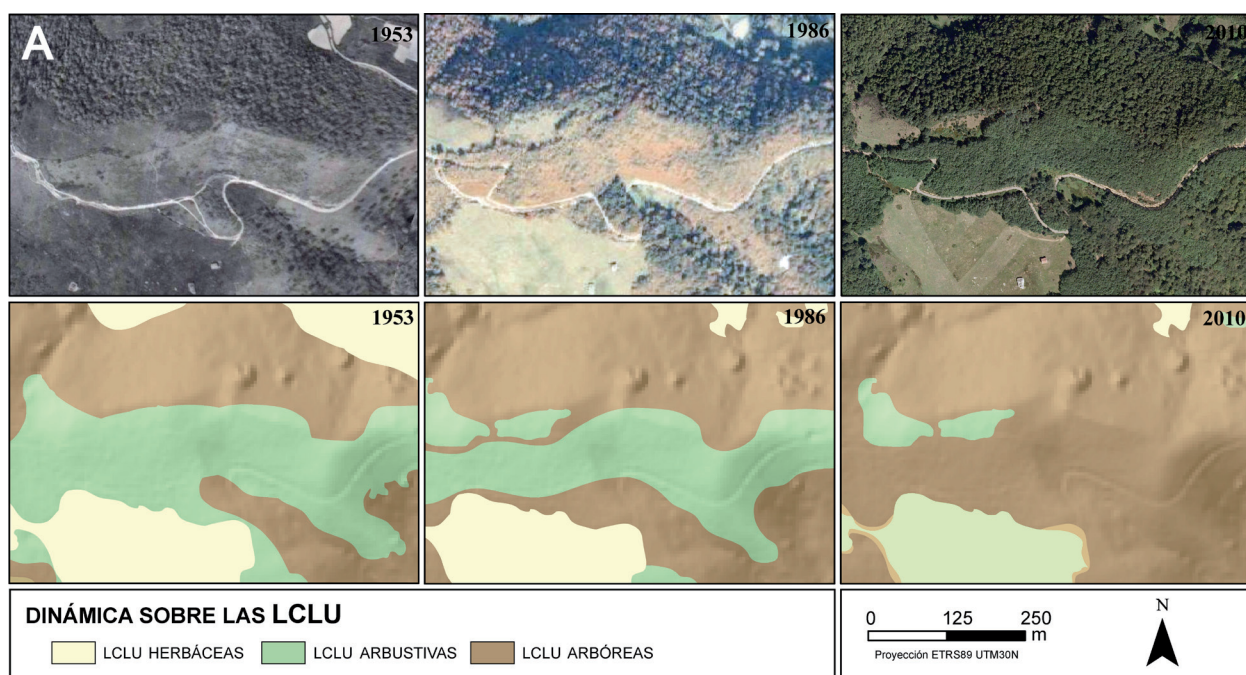 A
1953
1986
2010
1953
1986
2010
DINÁMICA SOBRE LAS LCLU
LCLU HERBÁCEAS
LCLU ARBUSTIVAS
LCLU ARBÓREAS
0 125 250
m
Proyección ETRS89 UTM30N
N